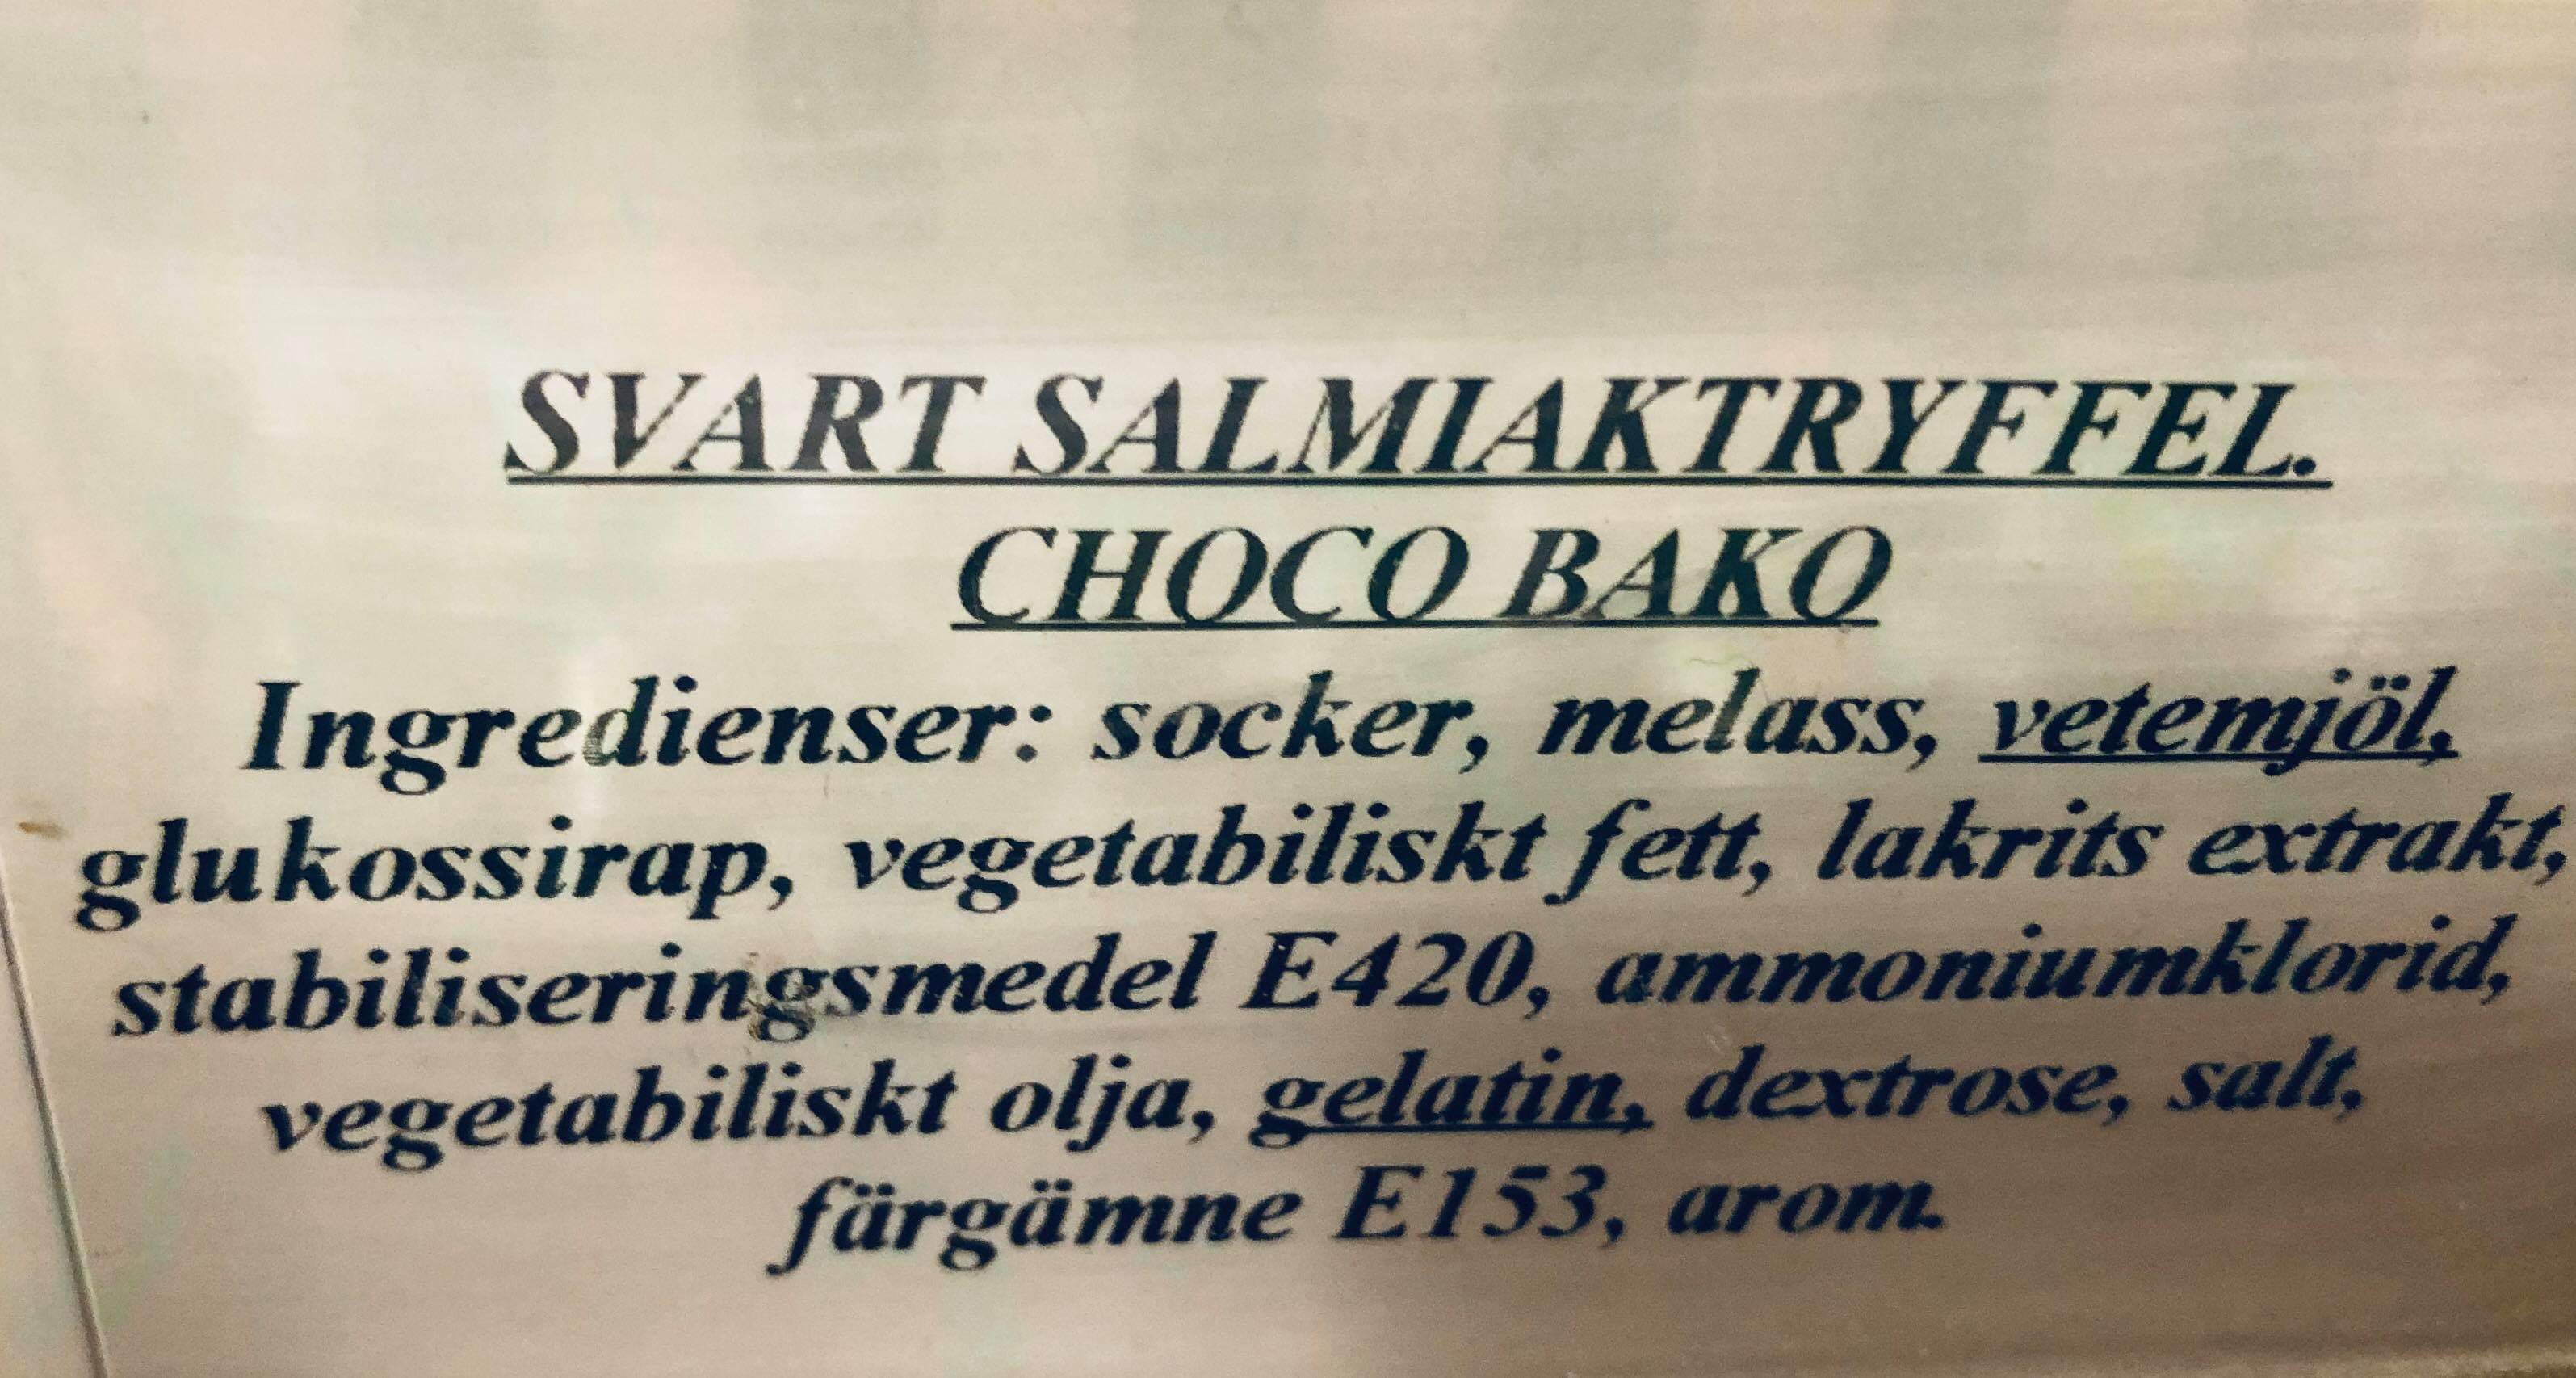 SVART SALMIAKTRYFFEL.
CHOCO BAKO
Ingredienser: socker, melass, vetemjöl,
glukossirap, vegetabiliskt fett, lakrits extrakt,
stabiliseringsmedel E420, ammoniumklorid,
vegetabiliskt olja, gelatin, dextrose, salt,
färgämne E153, arom.